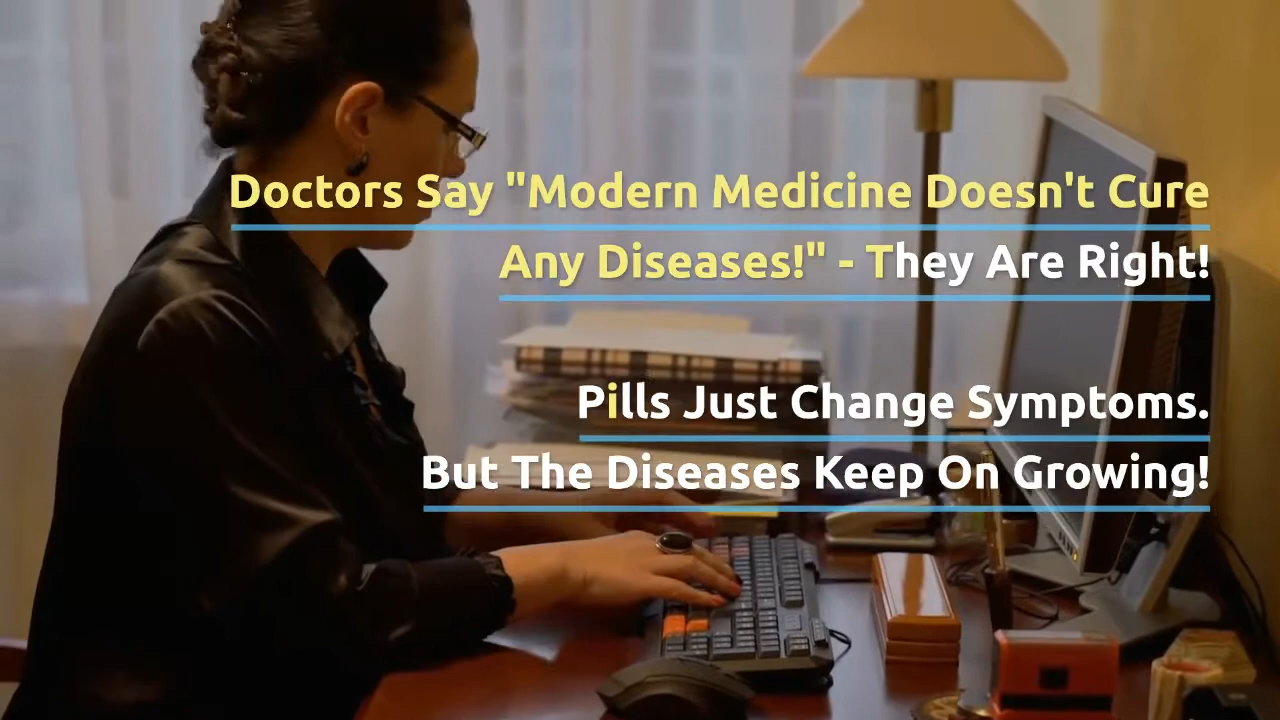 Doctors Say "Modern Medicine Doesn't Cure
Any Diseases!" - They Are Right!
Pills Just Change Symptoms.
But The Diseases Keep On Growing!